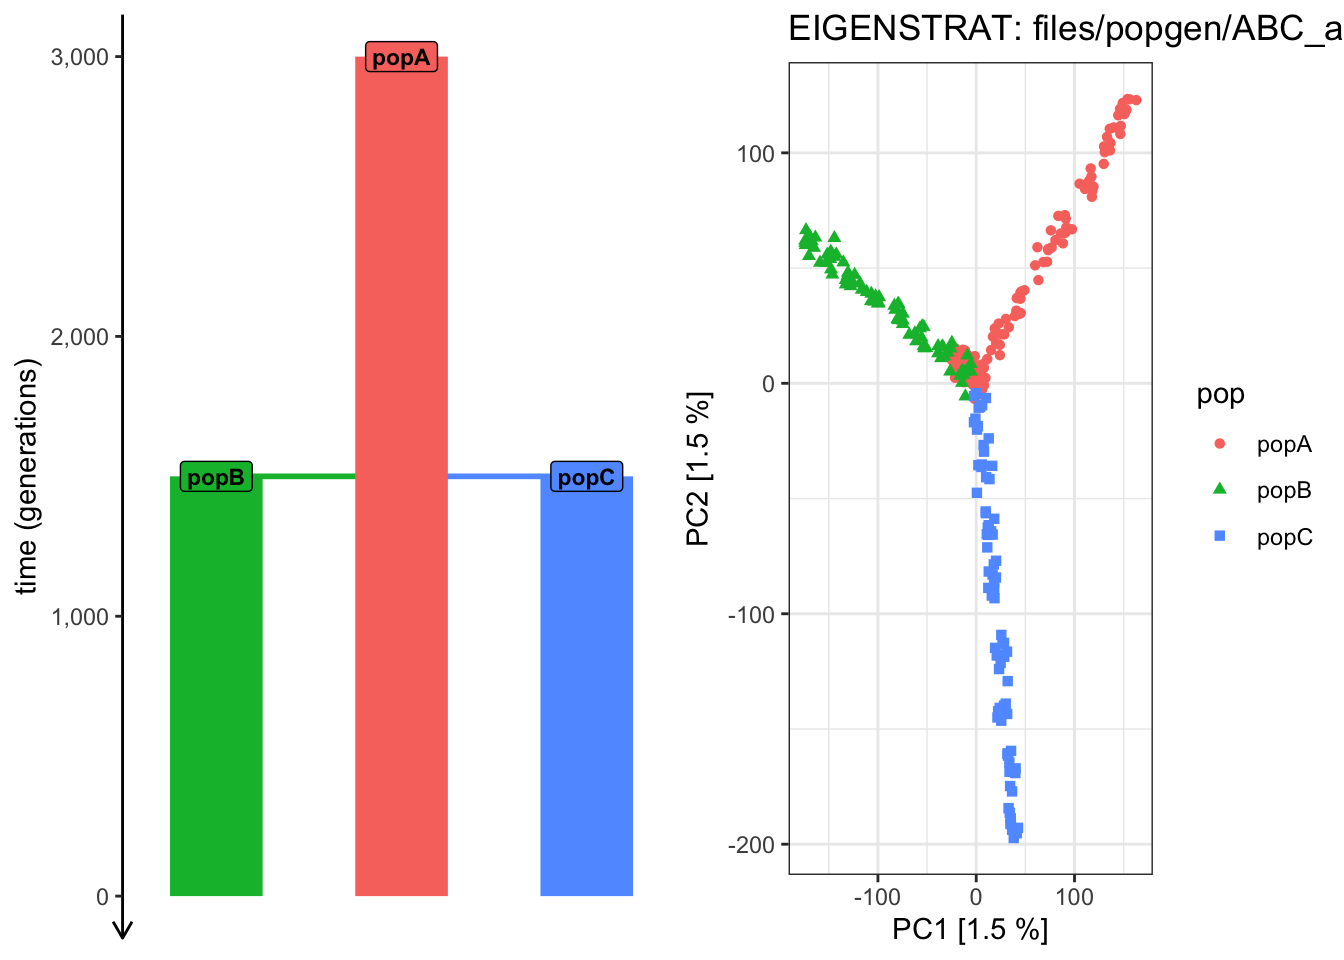 time (generations)
3,000
2,000
1,000
0
popA
popB
popC
EIGENSTRAT: files/popgen/ABC_a
PC2 [1.5 %]
100
0
-100
-200
-100
0
100
PC1 [1.5 %]
pop
popA
popB
popC